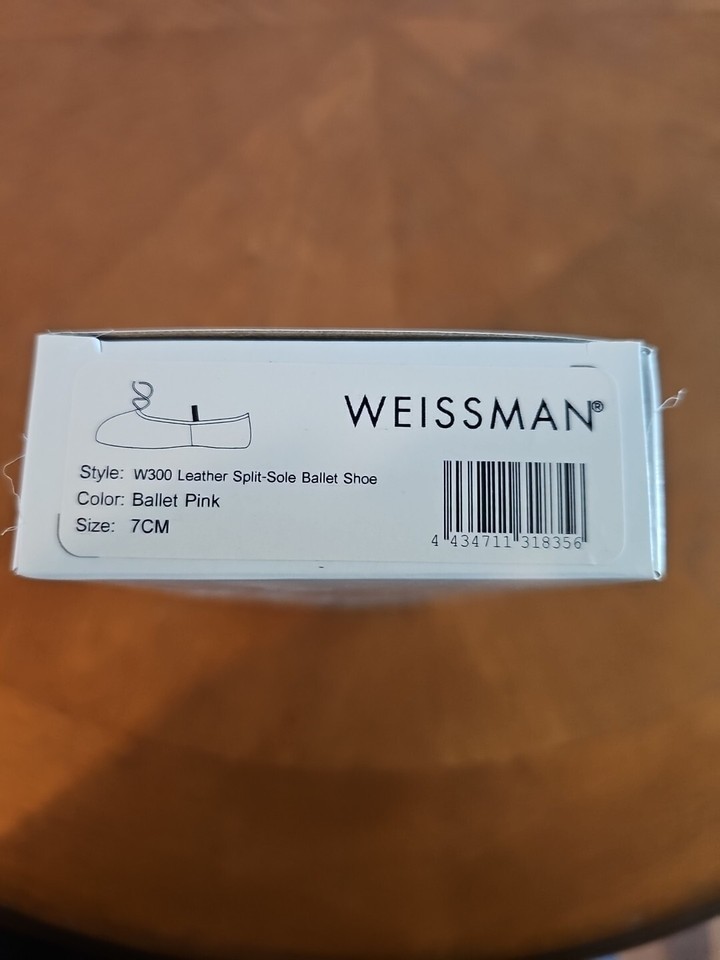 WEISSMAN®
Style: W300 Leather Split-Sole Ballet Shoe
Color: Ballet Pink
Size: 7CM
4 434711 318356